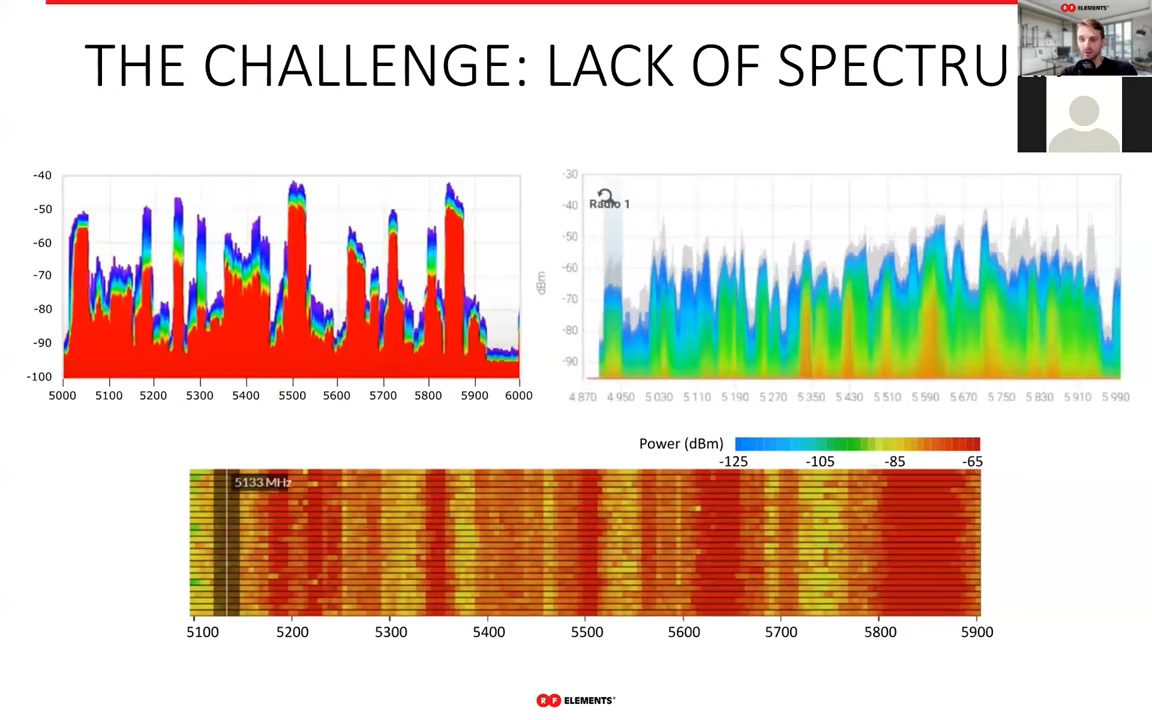 RF ELEMENTS
THE CHALLENGE: LACK OF SPECTRU
-40
-50
-60
-70
-80
-90
-100
5000 5100 5200 5300 5400 5500 5600 5700 5800 5900 6000
-30
-40
-50
-60
-70
-80
-90
dBm
Radio 1
4 870 4 950 5 030 5 110 5 190 5 270 5 350 5 430 5 510 5 590 5 670 5 750 5 830 5 910 5 990
Power (dBm)
-125 -105 -85 -65
5133 MHz
5100 5200 5300 5400 5500 5600 5700 5800 5900
RF ELEMENTS